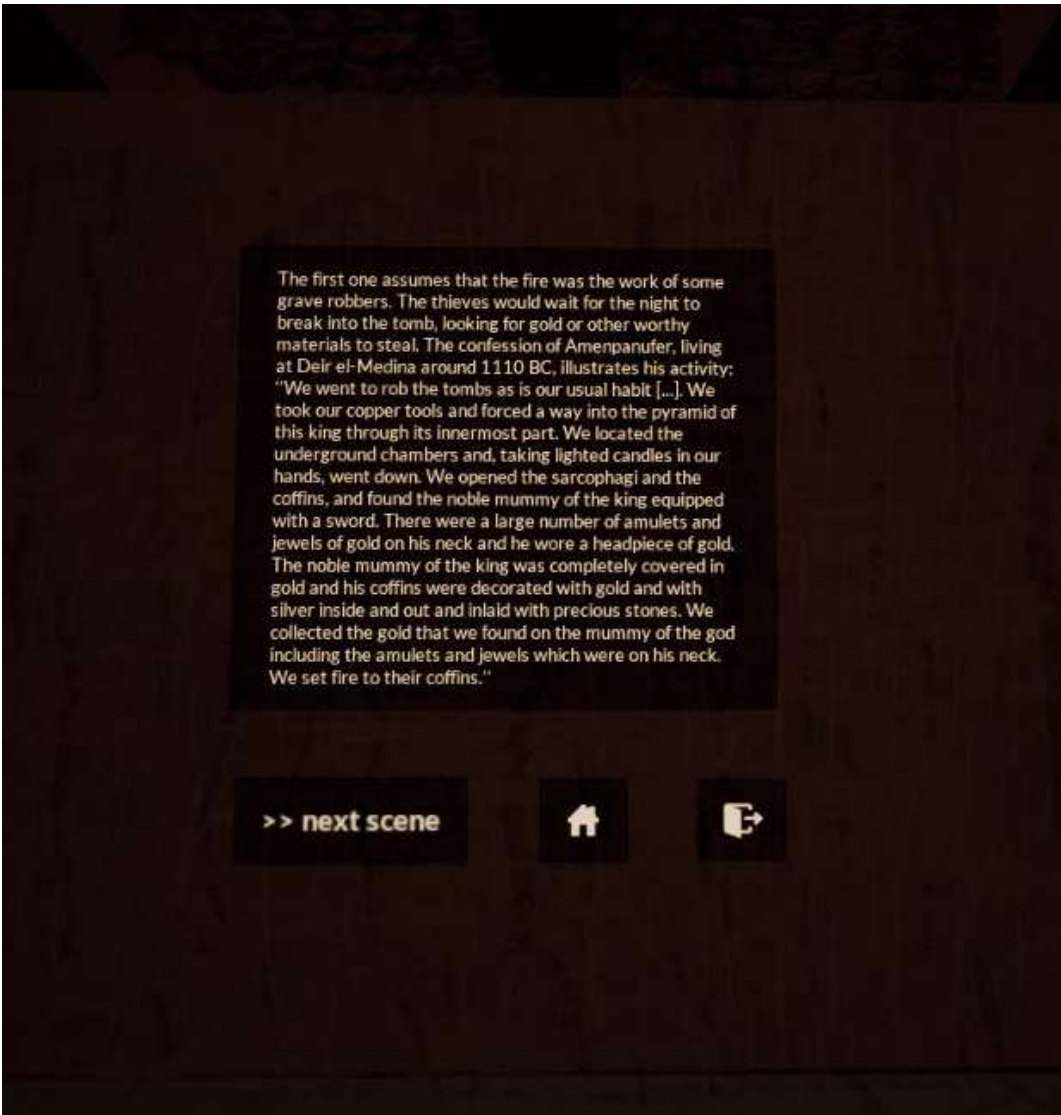 The first one assumes that the fire was the work of some
grave robbers. The thieves would wait for the night to
break into the tomb, looking for gold or other worthy
materials to steal. The confession of Amenpanufer, living
at Deir el-Medina around 1110 BC, illustrates his activity:
"We went to rob the tombs as is our usual habit [...]. We
took our copper tools and forced a way into the pyramid of
this king through its innermost part. We located the
underground chambers and, taking lighted candles in our
hands, went down. We opened the sarcophagi and the
coffins, and found the noble mummy of the king equipped
with a sword. There were a large number of amulets and
jewels of gold on his neck and he wore a headpiece of gold.
The noble mummy of the king was completely covered in
gold and his coffins were decorated with gold and with
silver inside and out and inlaid with precious stones. We
collected the gold that we found on the mummy of the god
including the amulets and jewels which were on his neck.
We set fire to their coffins."
>> next scene